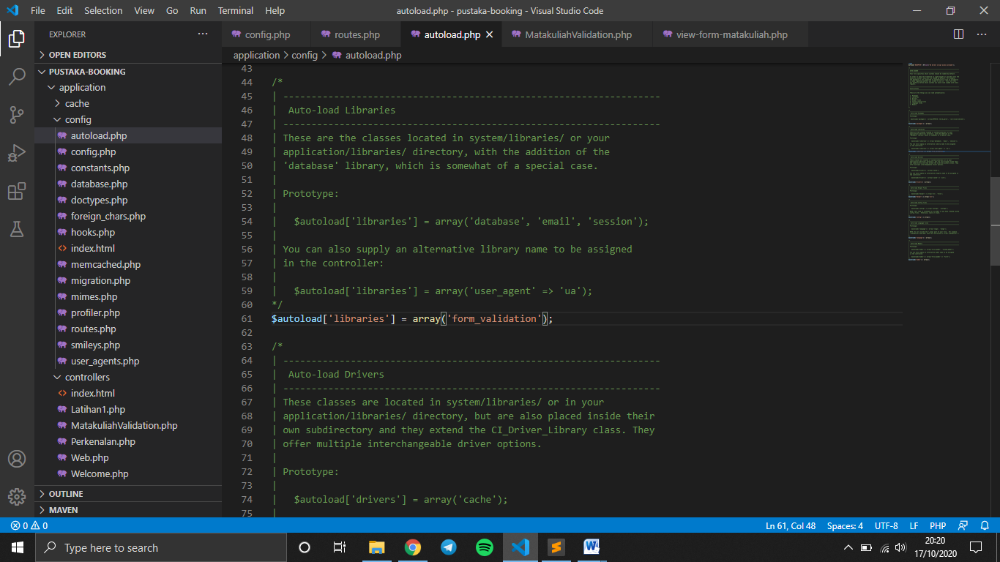 File Edit Selection View Go Run Terminal Help
autoload.php - pustaka-booking - Visual Studio Code
EXPLORER
OPEN EDITORS
PUSTAKA-BOOKING
application
cache
config
autoload.php
config.php
constants.php
database.php
doctypes.php
foreign_chars.php
hooks.php
index.html
memcached.php
migration.php
mimes.php
profiler.php
routes.php
smileys.php
user_agents.php
controllers
index.html
Latihan1.php
MatakuliahValidation.php
Perkenalan.php
Web.php
Welcome.php
OUTLINE
MAVEN
config.php routes.php autoload.php MatakuliahValidation.php view-form-matakuliah.php
application > config > autoload.php
43
44 /*
45 | -------------------------------------------------------------------
46 |  Auto-load Libraries
47 | -------------------------------------------------------------------
48 | These are the classes located in system/libraries/ or your
49 | application/libraries/ directory, with the addition of the
50 | 'database' library, which is somewhat of a special case.
51 |
52 | Prototype:
53 |
54 |   $autoload['libraries'] = array('database', 'email', 'session');
55 |
56 | You can also supply an alternative library name to be assigned
57 | in the controller:
58 |
59 |   $autoload['libraries'] = array('user_agent' => 'ua');
60 */
61 $autoload['libraries'] = array('form_validation');
62
63 /*
64 | -------------------------------------------------------------------
65 |  Auto-load Drivers
66 | -------------------------------------------------------------------
67 | These classes are located in system/libraries/ or in your
68 | application/libraries/ directory, but are also placed inside their
69 | own subdirectory and they extend the CI_Driver_Library class. They
70 | offer multiple interchangeable driver options.
71 |
72 | Prototype:
73 |
74 |   $autoload['drivers'] = array('cache');
75 |
0 0
Ln 61, Col 48 Spaces: 4 UTF-8 LF PHP
Type here to search
20:20
17/10/2020